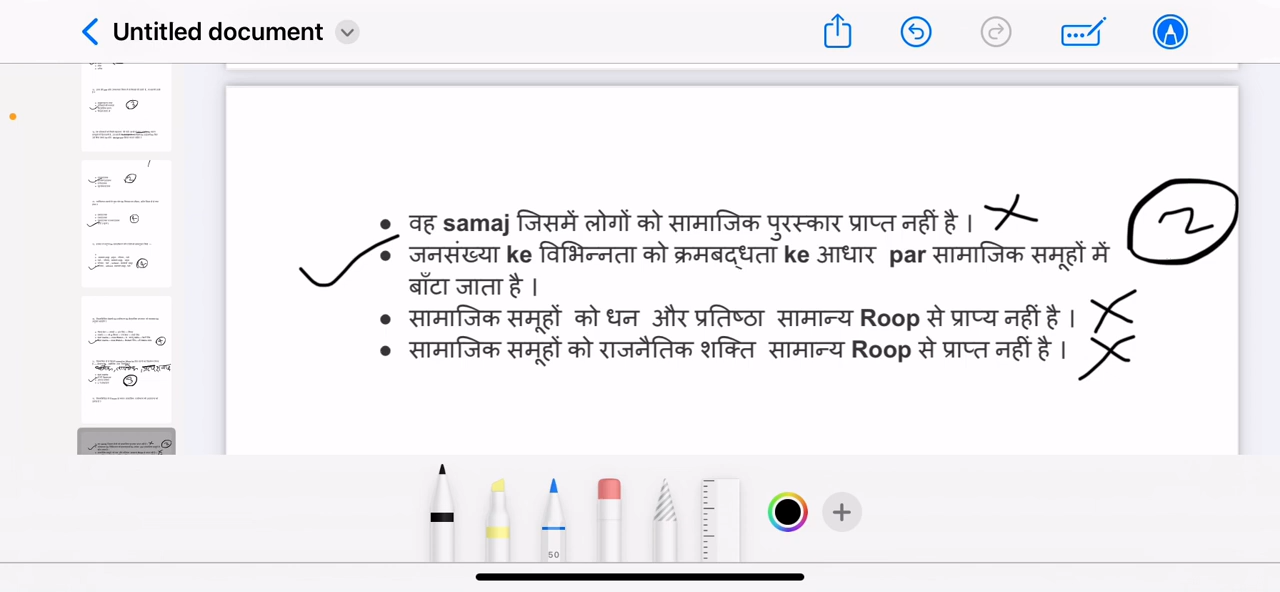 Untitled document
वह samaj जिसमें लोगों को सामाजिक पुरस्कार प्राप्त नहीं है ।
2
जनसंख्या ke विभिन्नता को क्रमबद्धता ke आधार par सामाजिक समूहों में
बाँटा जाता है ।
सामाजिक समूहों को धन और प्रतिष्ठा सामान्य Roop से प्राप्य नहीं है ।
सामाजिक समूहों को राजनैतिक शक्ति सामान्य Roop से प्राप्त नहीं है ।
50